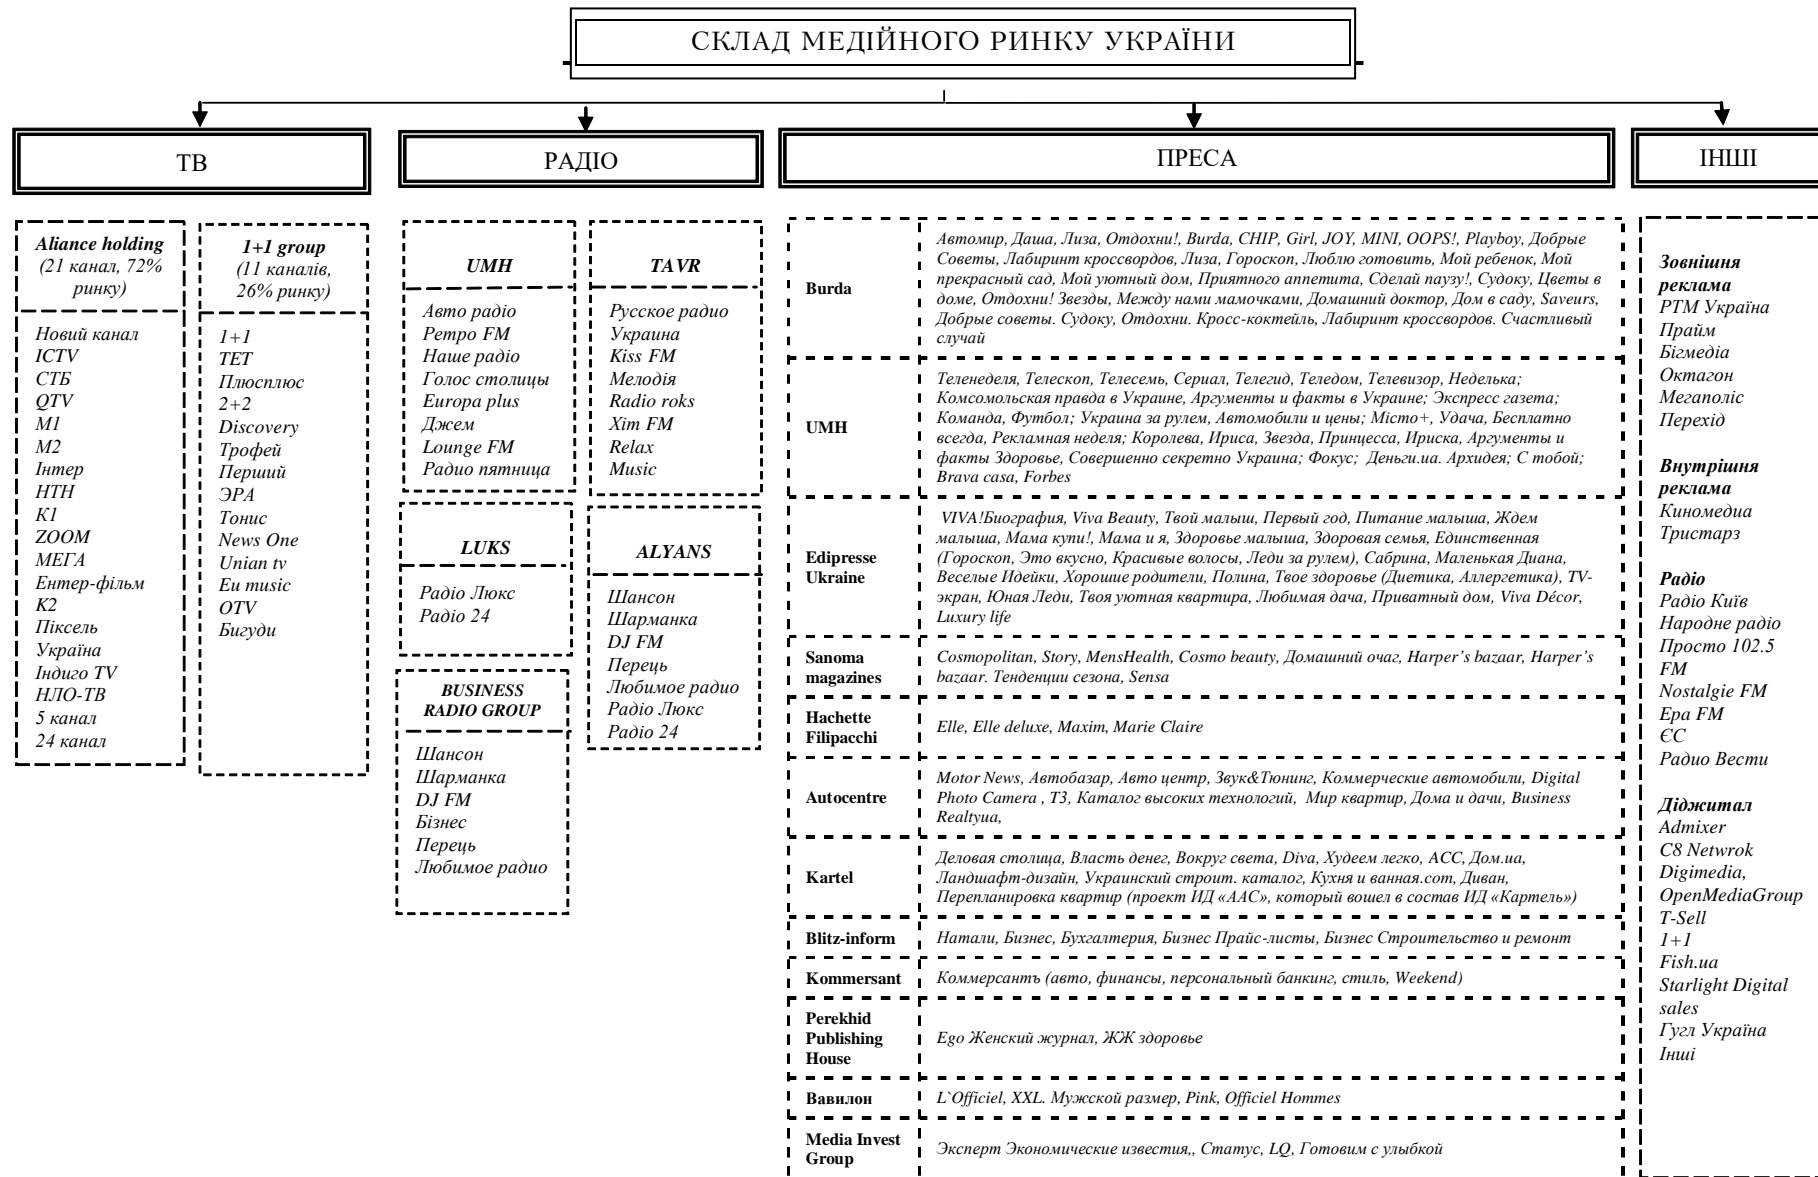 СКЛАД МЕДІЙНОГО РИНКУ УКРАЇНИ
ТВ
РАДІО
ПРЕСА
ІНШІ
Aliance holding
(21 канал, 72%
ринку)
Новий канал
ICTV
СТБ
QTV
М1
М2
Інтер
НТН
К1
ZOOM
МЕГА
Ентер-фільм
К2
Піксель
Україна
Індиго TV
НЛО-ТВ
5 канал
24 канал
1+1 group
(11 каналів,
26% ринку)
1+1
ТЕТ
Плюсплюс
2+2
Discovery
Трофей
Перший
ЭРА
Тонис
News One
Unian tv
Eu music
OTV
Бигуди
UMH
Авто радіо
Ретро FM
Наше радіо
Голос столицы
Europa plus
Джем
Lounge FM
Радио пятница
TAVR
Русское радио
Украина
Kiss FM
Мелодія
Radio roks
Хіт FM
Relax
Music
LUKS
Радіо Люкс
Радіо 24
ALYANS
Шансон
Шарманка
DJ FM
Перець
Любимое радио
Радіо Люкс
Радіо 24
BUSINESS
RADIO GROUP
Шансон
Шарманка
DJ FM
Бізнес
Перець
Любимое радио
Burda
Автомир, Даша, Лиза, Отдохни!, Burda, CHIP, Girl, JOY, MINI, OOPS!, Playboy, Добрые
Советы, Лабиринт кроссвордов, Лиза, Гороскоп, Люблю готовить, Мой ребенок, Мой
прекрасный сад, Мой уютный дом, Приятного аппетита, Сделай паузу!, Судоку, Цветы в
доме, Отдохни! Звезды, Между нами мамочками, Домашний доктор, Дом в саду, Saveurs,
Добрые советы. Судоку, Отдохни. Кросс-коктейль, Лабиринт кроссвордов. Счастливый
случай
UMH
Теленеделя, Телескоп, Телесемь, Сериал, Телегид, Теледом, Телевизор, Неделька;
Комсомольская правда в Украине, Аргументы и факты в Украине; Экспресс газета;
Команда, Футбол; Украина за рулем, Автомобили и цены; Місто+, Удача, Бесплатно
всегда, Рекламная неделя; Королева, Ириса, Звезда, Принцесса, Ириска, Аргументы и
факты Здоровье, Совершенно секретно Украина; Фокус; Деньги.ua. Архидея; С тобой;
Brava casa, Forbes
Edipresse
Ukraine
VIVA!Биография, Viva Beauty, Твой малыш, Первый год, Питание малыша, Ждем
малыша, Мама купи!, Мама и я, Здоровье малыша, Здоровая семья, Единственная
(Гороскоп, Это вкусно, Красивые волосы, Леди за рулем), Сабрина, Маленькая Диана,
Веселые Идейки, Хорошие родители, Полина, Твое здоровье (Диетика, Аллергетика), TV-
экран, Юная Леди, Твоя уютная квартира, Любимая дача, Приватный дом, Viva Décor,
Luxury life
Sanoma
magazines
Cosmopolitan, Story, MensHealth, Cosmo beauty, Домашний очаг, Harper’s bazaar, Harper’s
bazaar. Тенденции сезона, Sensa
Hachette
Filipacchi
Elle, Elle deluxe, Maxim, Marie Claire
Autocentre
Motor News, Автобазар, Авто центр, Звук&Тюнинг, Коммерческие автомобили, Digital
Photo Camera , T3, Каталог высоких технологий, Мир квартир, Дома и дачи, Business
Realtyua,
Kartel
Деловая столица, Власть денег, Вокруг света, Diva, Худеем легко, ACC, Дом.ua,
Ландшафт-дизайн, Украинский строит. каталог, Кухня и ванная.com, Диван,
Перепланировка квартир (проект ИД «ААС», который вошел в состав ИД «Картель»)
Blitz-inform
Натали, Бизнес, Бухгалтерия, Бизнес Прайс-листы, Бизнес Строительство и ремонт
Kommersant
Коммерсантъ (авто, финансы, персональный банкинг, стиль, Weekend)
Perekhid
Publishing
House
Ego Женский журнал, ЖЖ здоровье
Вавилон
L`Officiel, XXL. Мужской размер, Pink, Officiel Hommes
Media Invest
Group
Эксперт Экономические известия,, Статус, LQ, Готовим с улыбкой
Зовнішня
реклама
РТМ Україна
Прайм
Бігмедіа
Октагон
Мегаполіс
Перехід
Внутрішня
реклама
Киномедиа
Тристарз
Радіо
Радіо Київ
Народне радіо
Просто 102.5
FM
Nostalgie FM
Ера FM
ЄС
Радио Вести
Діджитал
Admixer
C8 Netwrok
Digimedia,
OpenMediaGroup
T-Sell
1+1
Fish.ua
Starlight Digital
sales
Гугл Україна
Інші